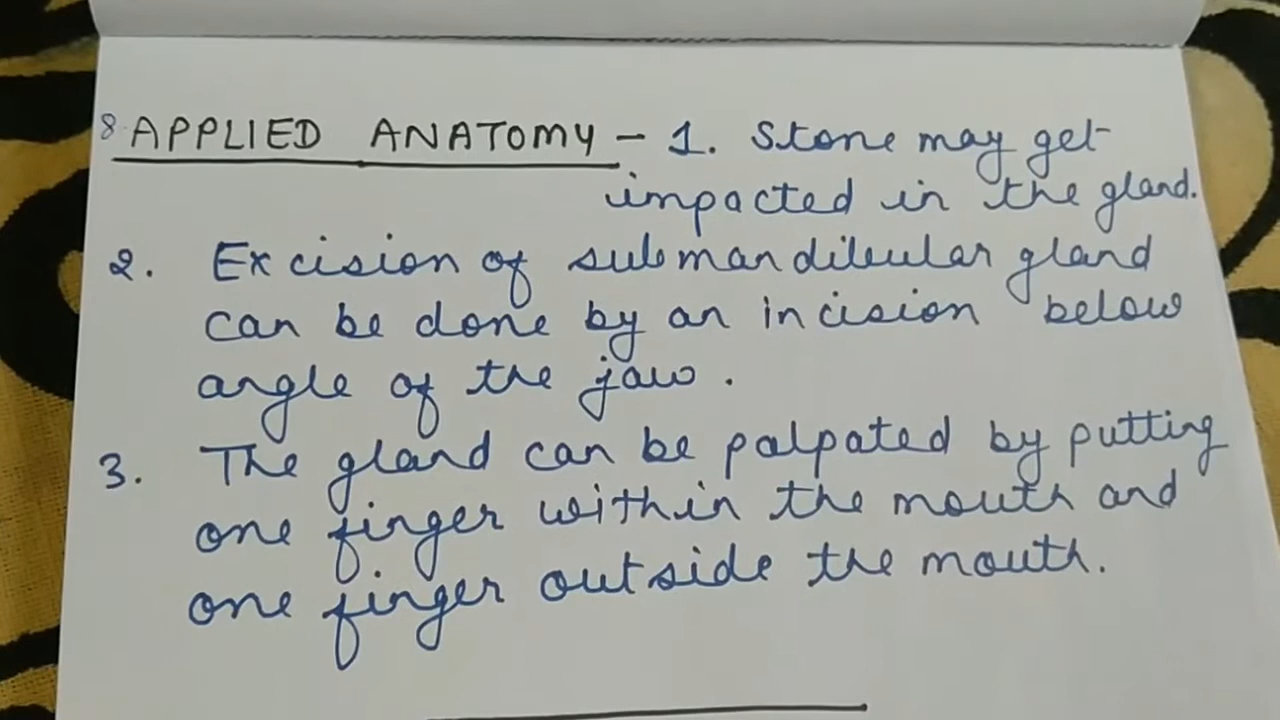 8. APPLIED ANATOMY - 1. Stone may get
impacted in the gland.
2. Excision of submandibular gland
can be done by an incision below
angle of the jaw.
3. The gland can be palpated by putting
one finger within the mouth and
one finger outside the mouth.